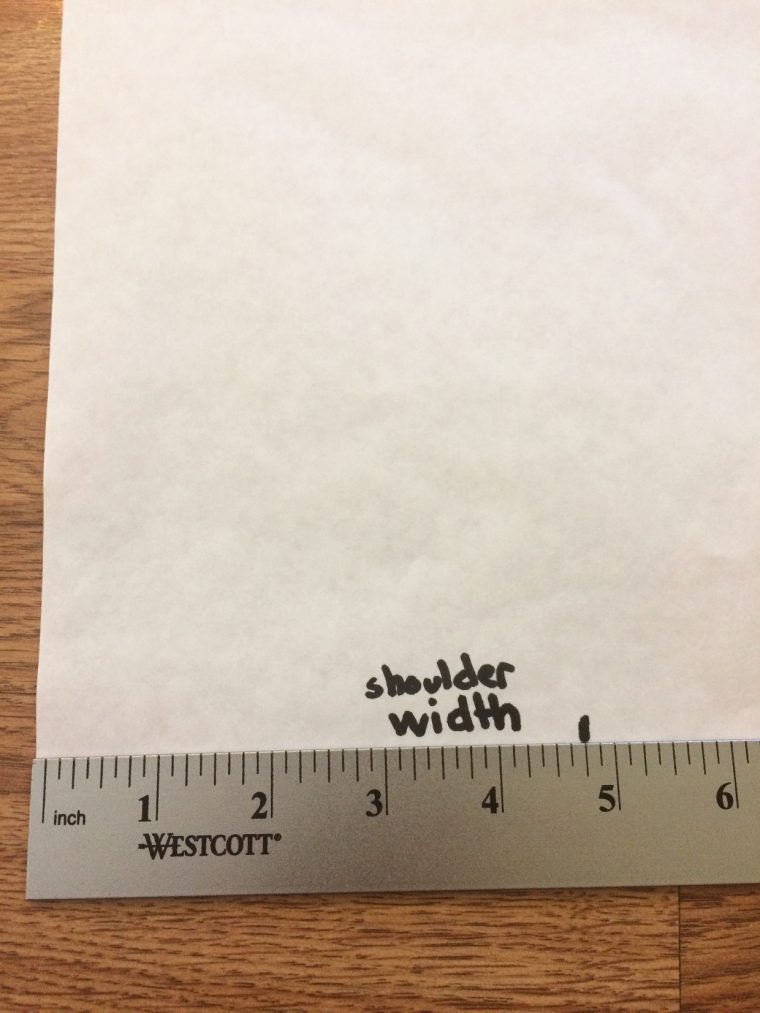 shoulder
width
1 2 3 4 5 6
inch
WESTCOTT®